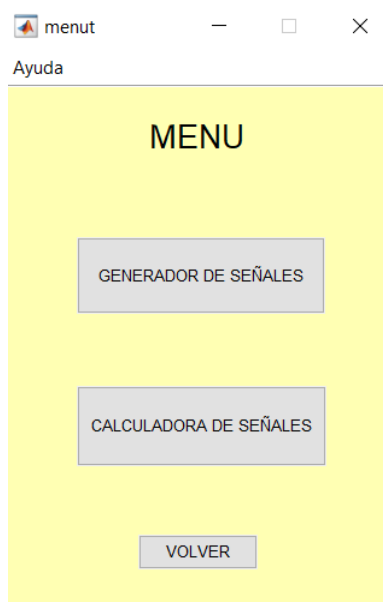 menut
Ayuda
MENU
GENERADOR DE SEÑALES
CALCULADORA DE SEÑALES
VOLVER